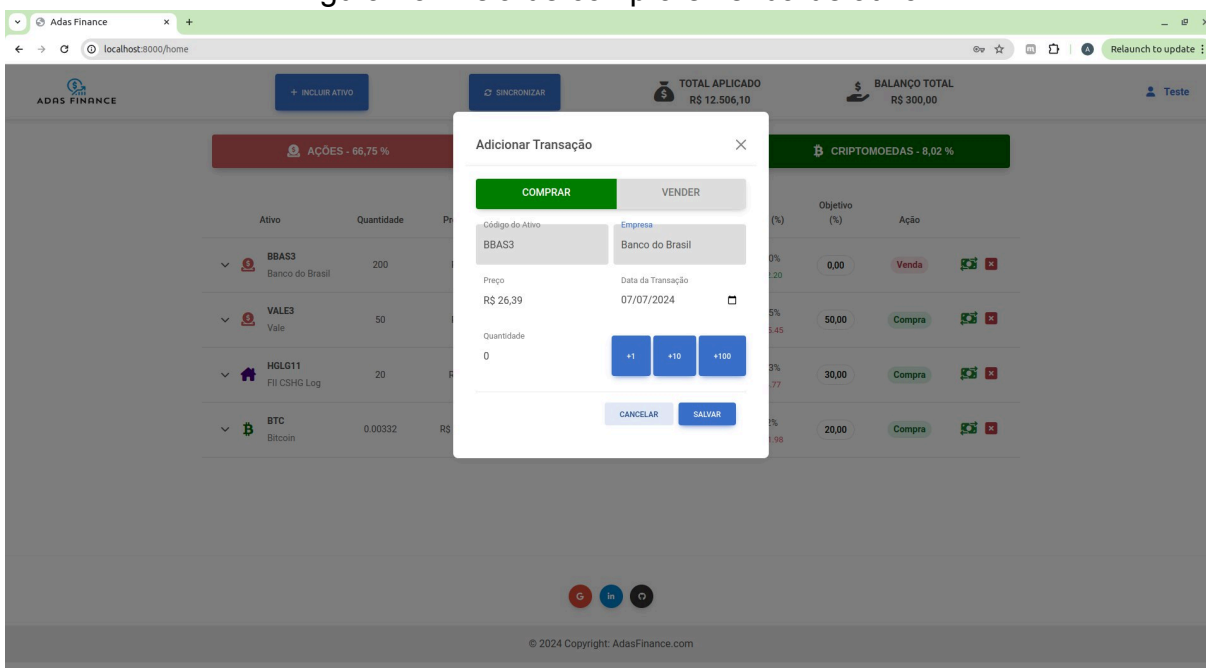 Adas Finance
localhost:8000/home
Relaunch to update
ADAS FINANCE
+ INCLUIR ATIVO
SINCRONIZAR
TOTAL APLICADO
R$ 12.506,10
BALANÇO TOTAL
R$ 300,00
Teste
AÇÕES - 66,75 %
CRIPTOMOEDAS - 8,02 %
Adicionar Transação
COMPRAR VENDER
Código do Ativo Empresa
BBAS3 Banco do Brasil
Preço Data da Transação
R$ 26,39 07/07/2024
Quantidade
0 +1 +10 +100
CANCELAR SALVAR
Ativo Quantidade (%) Objetivo (%) Ação
BBAS3 200 0,00 Venda
Banco do Brasil
VALE3 50 50,00 Compra
Vale
HGLG11 20 30,00 Compra
FII CSHG Log
BTC 0.00332 R$ 20,00 Compra
Bitcoin
© 2024 Copyright: AdasFinance.com